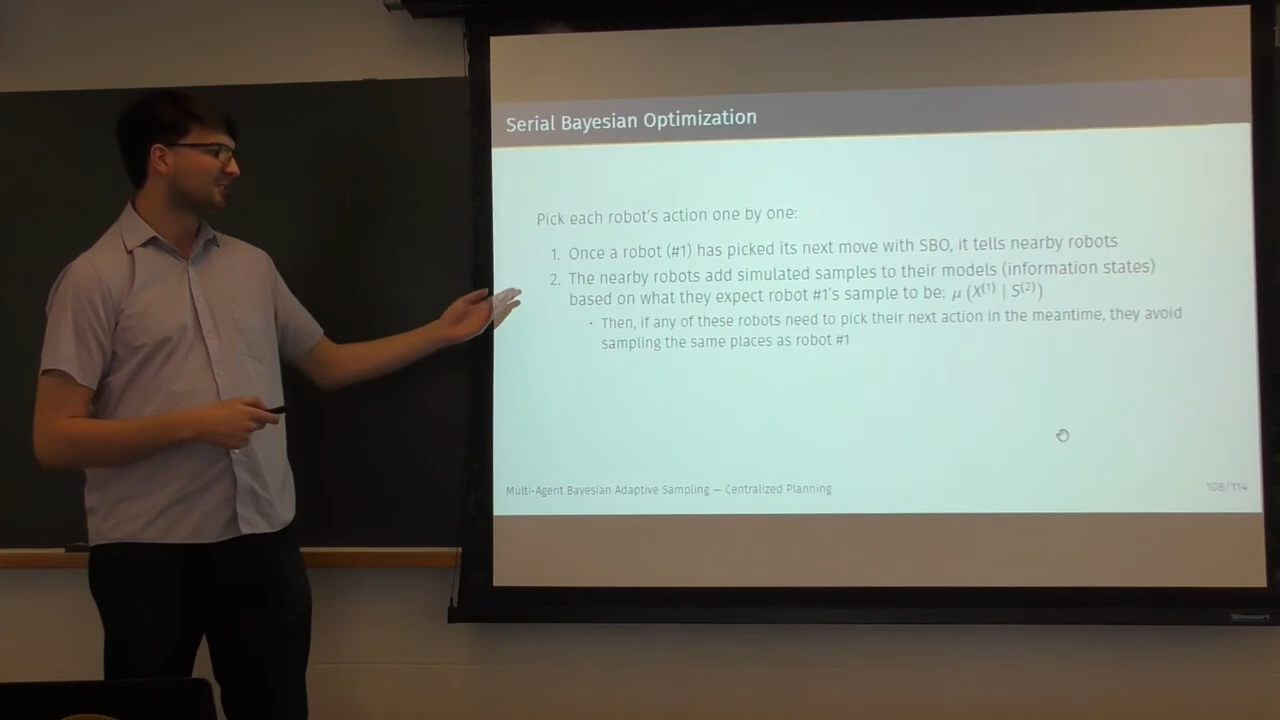 Serial Bayesian Optimization
Pick each robot's action one by one:
1. Once a robot (#1) has picked its next move with SBO, it tells nearby robots
2. The nearby robots add simulated samples to their models (information states)
based on what they expect robot #1's sample to be: μ (X⁽¹⁾ | S⁽²⁾)
· Then, if any of these robots need to pick their next action in the meantime, they avoid
sampling the same places as robot #1
Multi-Agent Bayesian Adaptive Sampling — Centralized Planning
108/114